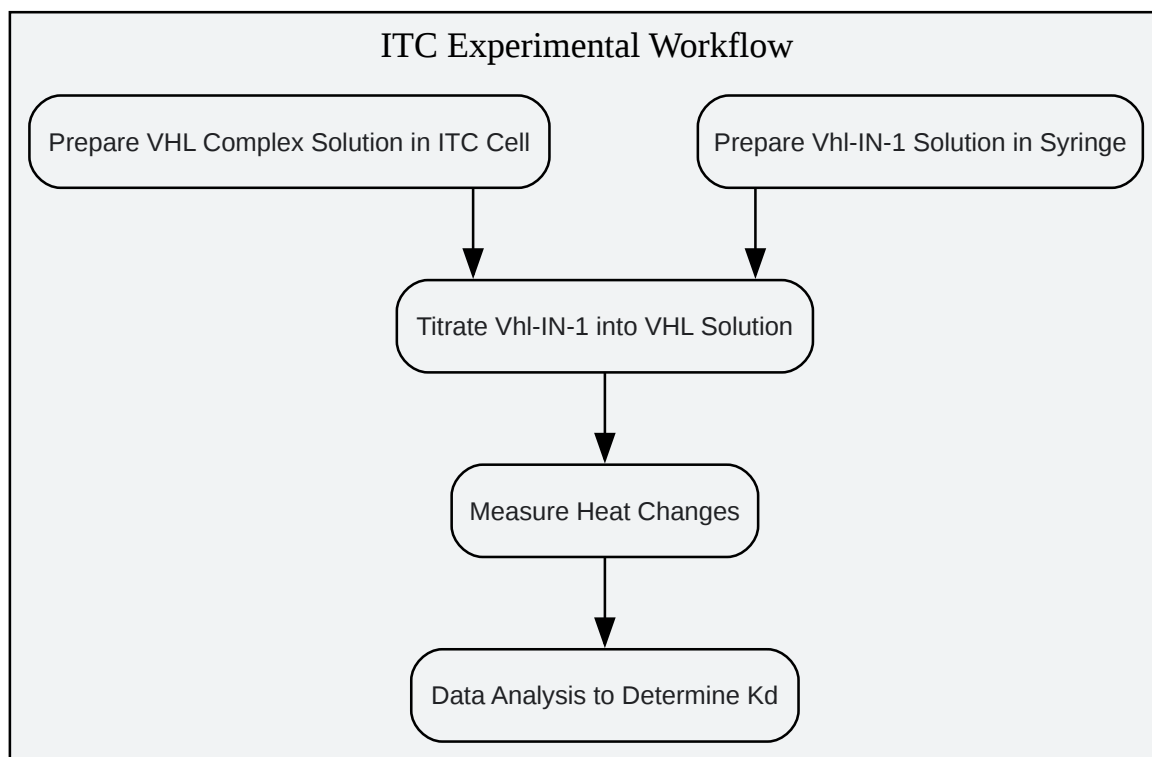 ITC Experimental Workflow
Prepare VHL Complex Solution in ITC Cell
Prepare Vhl-IN-1 Solution in Syringe
Titrate Vhl-IN-1 into VHL Solution
Measure Heat Changes
Data Analysis to Determine Kd